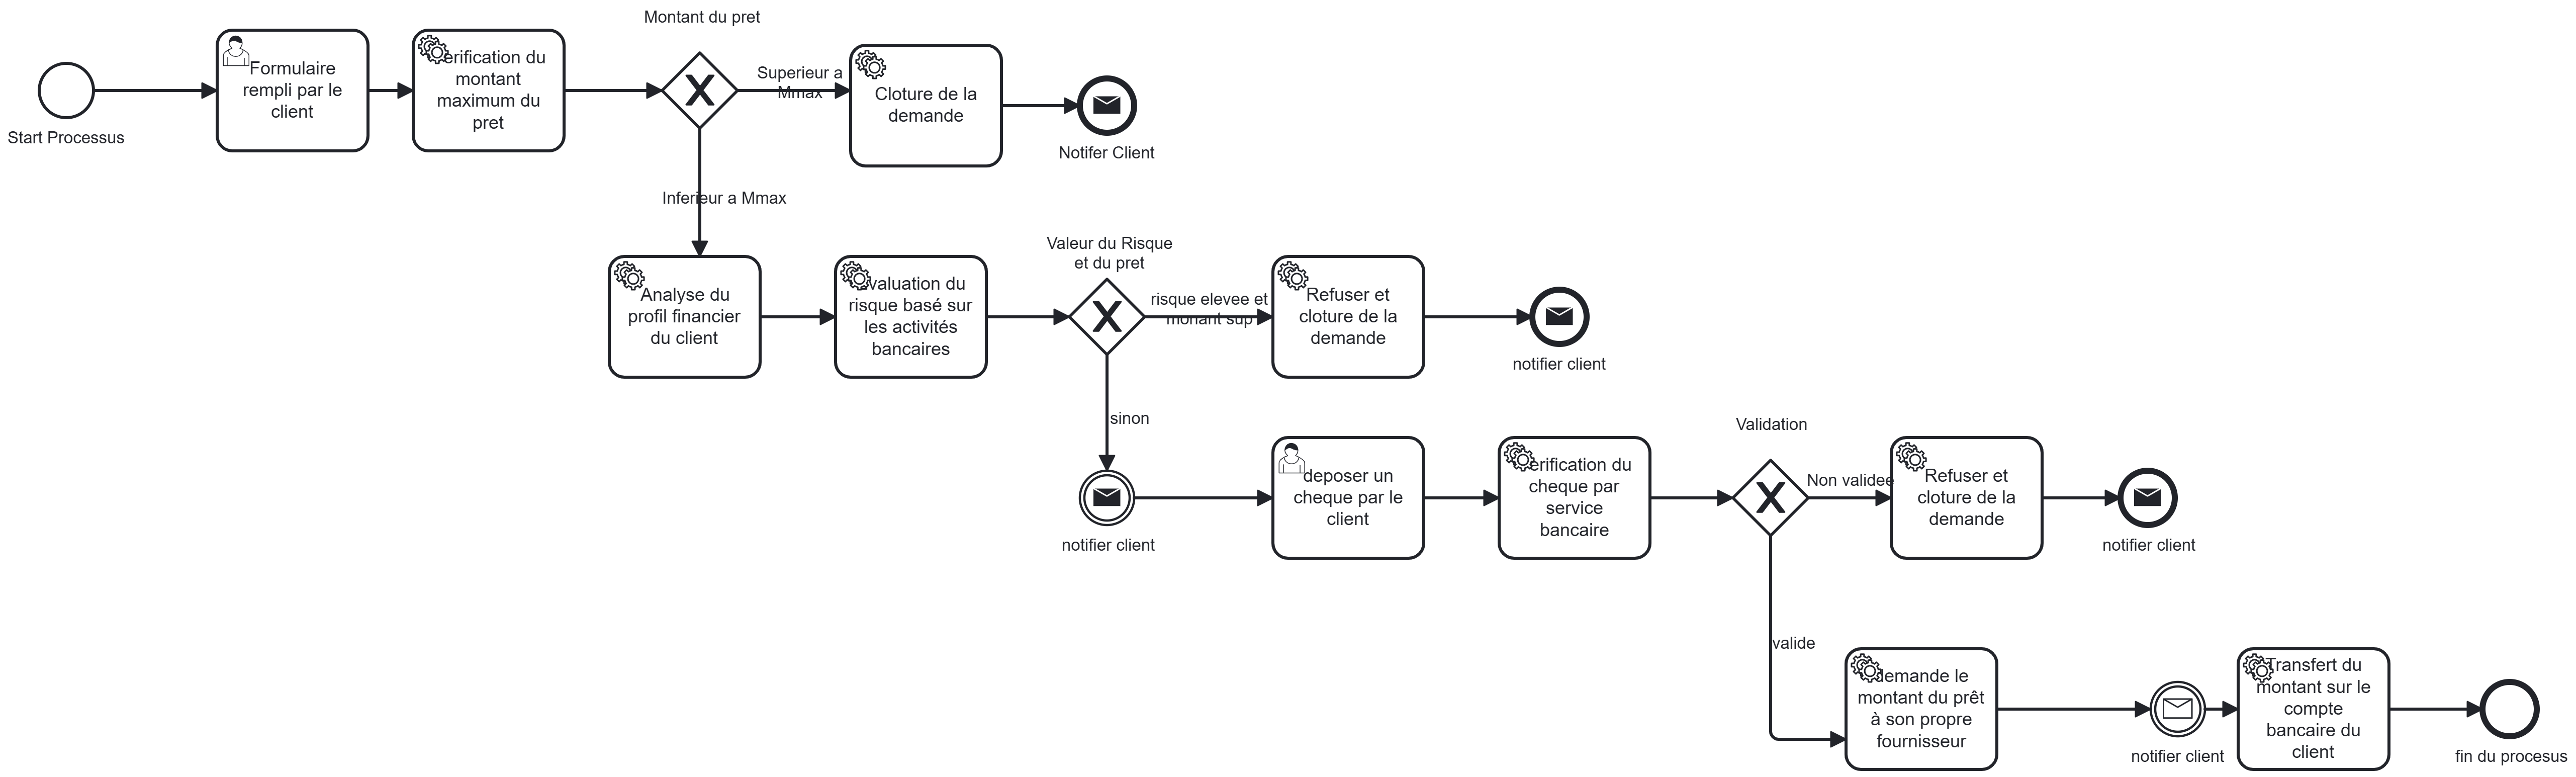 Montant du pret
Start Processus
Formulaire
rempli par le
client
erification du
montant
maximum du
pret
Superieur a
Mmax
Cloture de la
demande
Notifer Client
Inferieur a Mmax
Analyse du
profil financier
du client
valuation du
risque basé sur
les activités
bancaires
Valeur du Risque
et du pret
risque elevee et
monant sup
Refuser et
cloture de la
demande
notifier client
sinon
notifier client
deposer un
cheque par le
client
erification du
cheque par
service
bancaire
Validation
Non validee
Refuser et
cloture de la
demande
notifier client
valide
demande le
montant du prêt
à son propre
fournisseur
notifier client
Transfert du
montant sur le
compte
bancaire du
client
fin du procesus